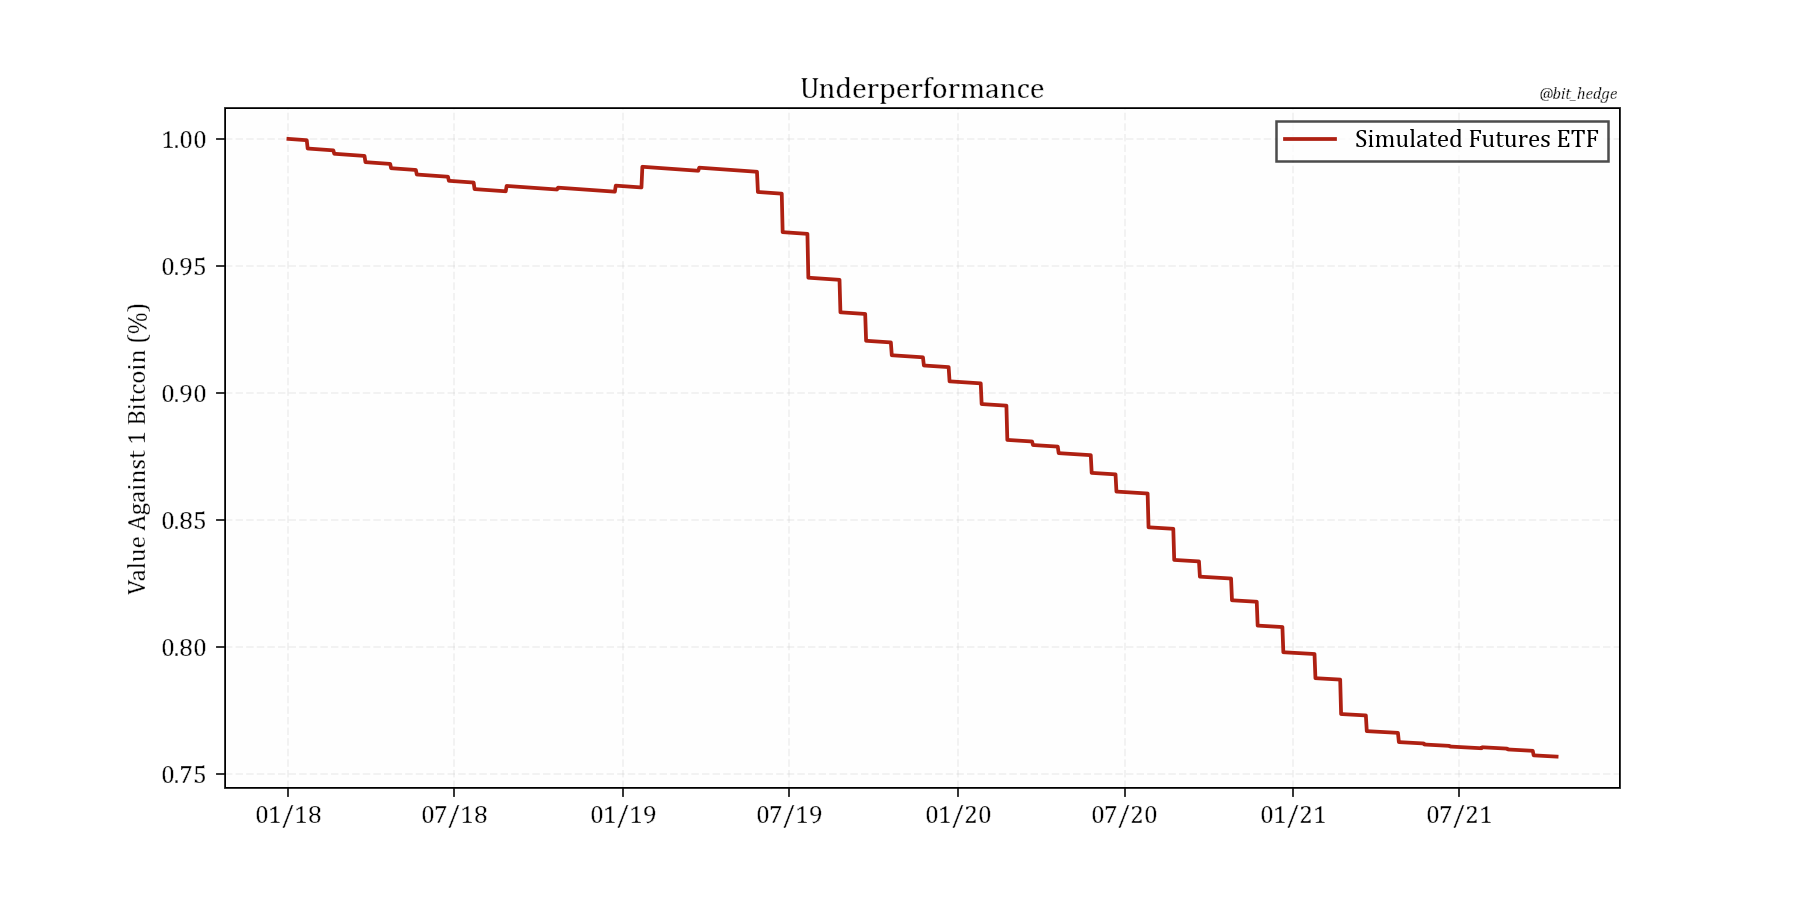 Underperformance
@bit_hedge
Simulated Futures ETF
Value Against 1 Bitcoin (%)
1.00
0.95
0.90
0.85
0.80
0.75
01/18 07/18 01/19 07/19 01/20 07/20 01/21 07/21